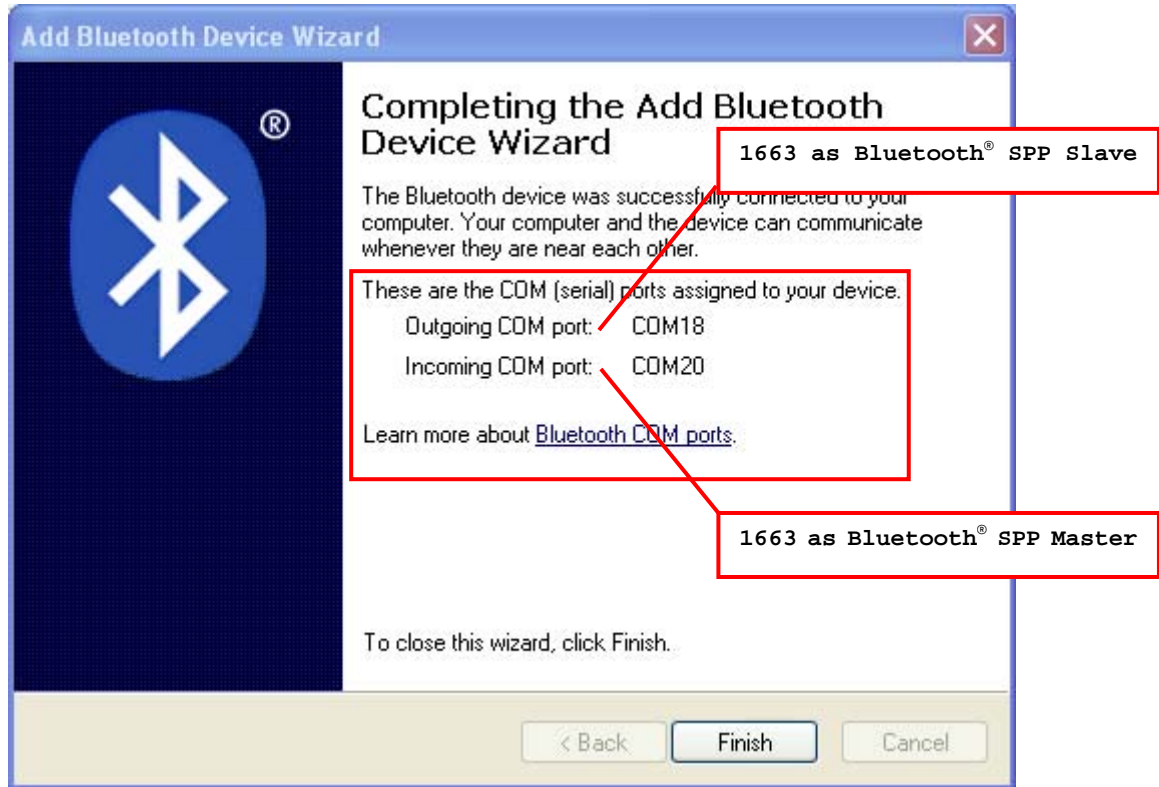 Add Bluetooth Device Wizard
®
Completing the Add Bluetooth
Device Wizard
1663 as Bluetooth® SPP Slave
The Bluetooth device was successfully connected to your
computer. Your computer and the device can communicate
whenever they are near each other.
These are the COM (serial) ports assigned to your device.
Outgoing COM port: COM18
Incoming COM port: COM20
Learn more about Bluetooth COM ports.
1663 as Bluetooth® SPP Master
To close this wizard, click Finish.
< Back Finish Cancel